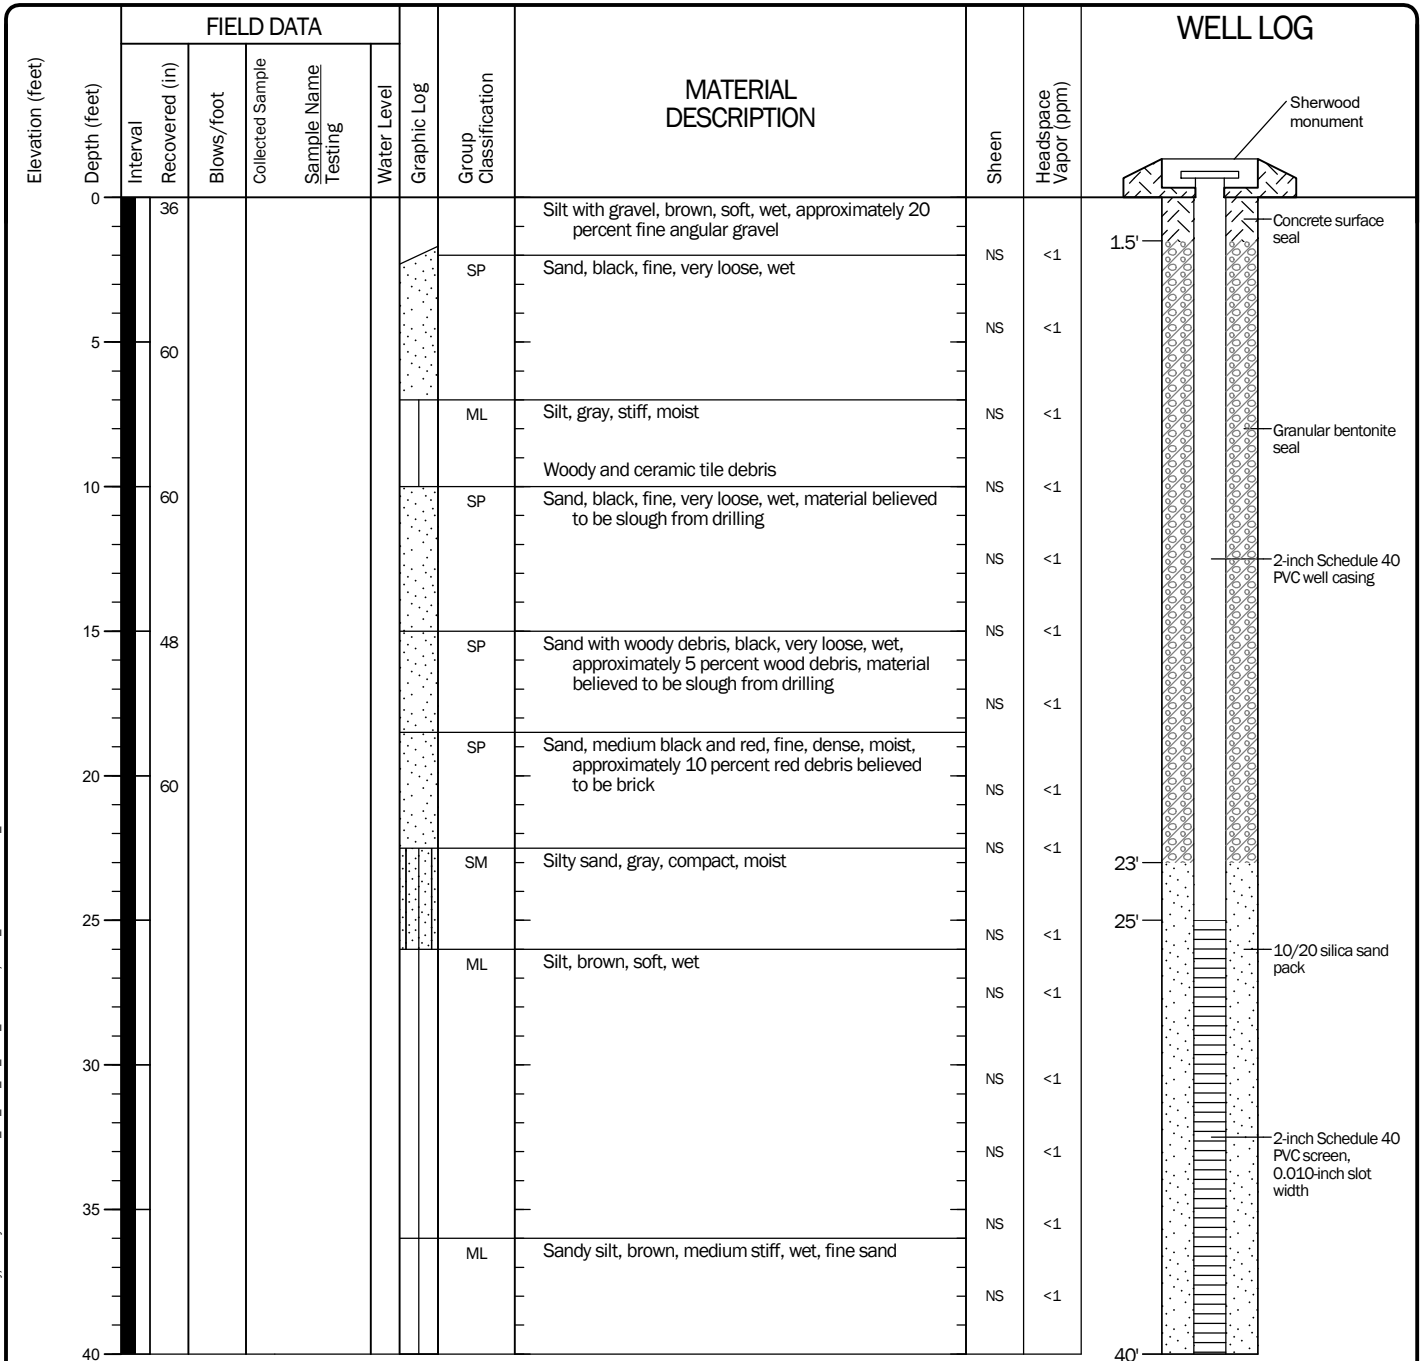 FIELD DATA
WELL LOG
Elevation (feet)
Depth (feet)
Interval
Recovered (in)
Blows/foot
Collected Sample
Sample Name
Testing
Water Level
Graphic Log
Group
Classification
MATERIAL
DESCRIPTION
Sheen
Headspace
Vapor (ppm)
Sherwood
monument
0
36
Silt with gravel, brown, soft, wet, approximately 20
percent fine angular gravel
Concrete surface
seal
1.5'
NS <1
SP Sand, black, fine, very loose, wet
NS <1
5
60
ML Silt, gray, stiff, moist NS <1
Granular bentonite
seal
Woody and ceramic tile debris
10
60
NS <1
SP Sand, black, fine, very loose, wet, material believed
to be slough from drilling
NS <1
2-inch Schedule 40
PVC well casing
15
48
NS <1
SP Sand with woody debris, black, very loose, wet,
approximately 5 percent wood debris, material
believed to be slough from drilling
NS <1
SP Sand, medium black and red, fine, dense, moist,
approximately 10 percent red debris believed
to be brick
20
60
NS <1
NS <1
SM Silty sand, gray, compact, moist
23'
25
25'
NS <1
10/20 silica sand
pack
ML Silt, brown, soft, wet
NS <1
30
NS <1
2-inch Schedule 40
PVC screen,
0.010-inch slot
width
NS <1
35
NS <1
ML Sandy silt, brown, medium stiff, wet, fine sand
NS <1
40
40'